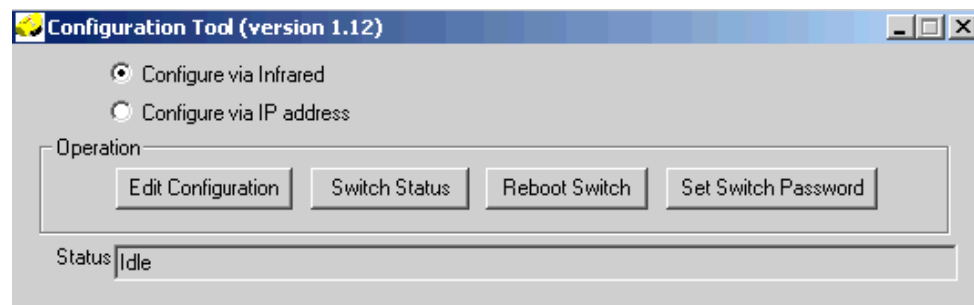 Configuration Tool (version 1.12)
Configure via Infrared
Configure via IP address
Operation
Edit Configuration Switch Status Reboot Switch Set Switch Password
Status Idle